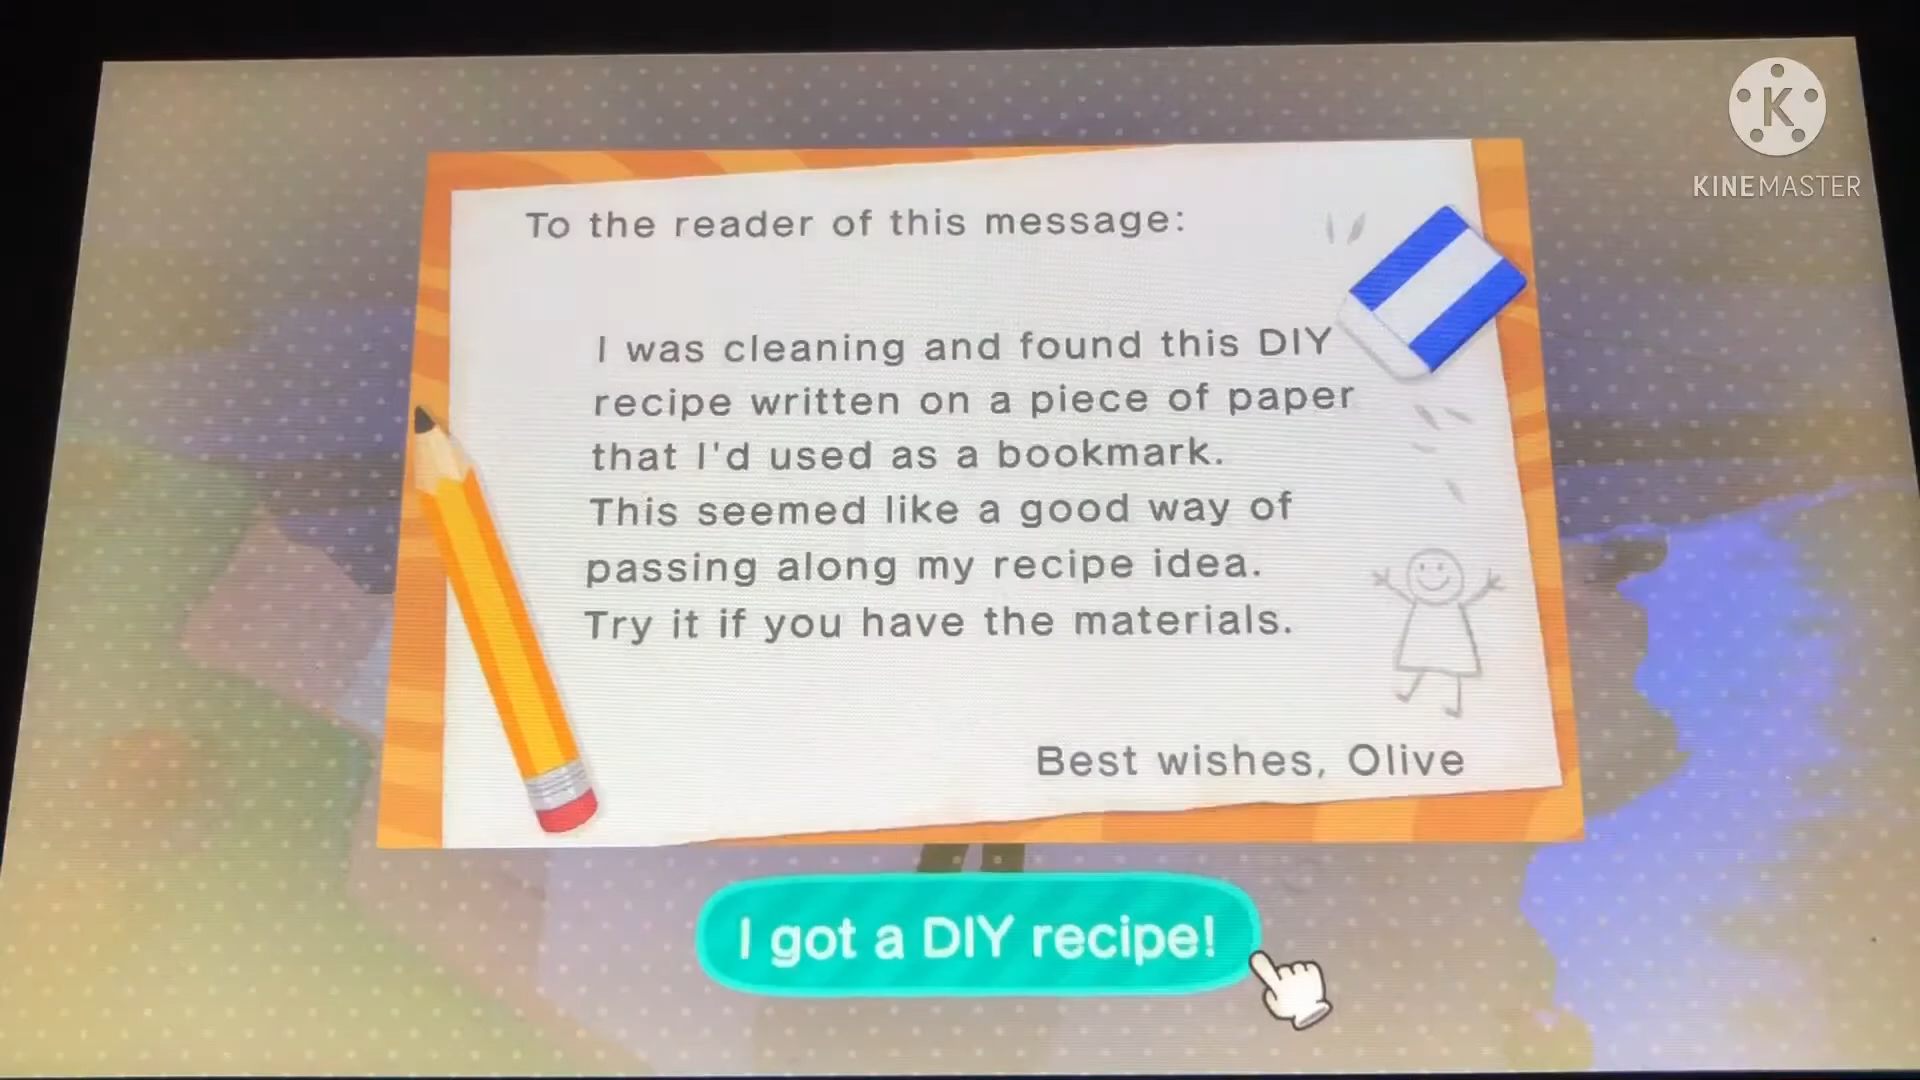 KINEMASTER
To the reader of this message:
I was cleaning and found this DIY
recipe written on a piece of paper
that I'd used as a bookmark.
This seemed like a good way of
passing along my recipe idea.
Try it if you have the materials.
Best wishes, Olive
I got a DIY recipe!